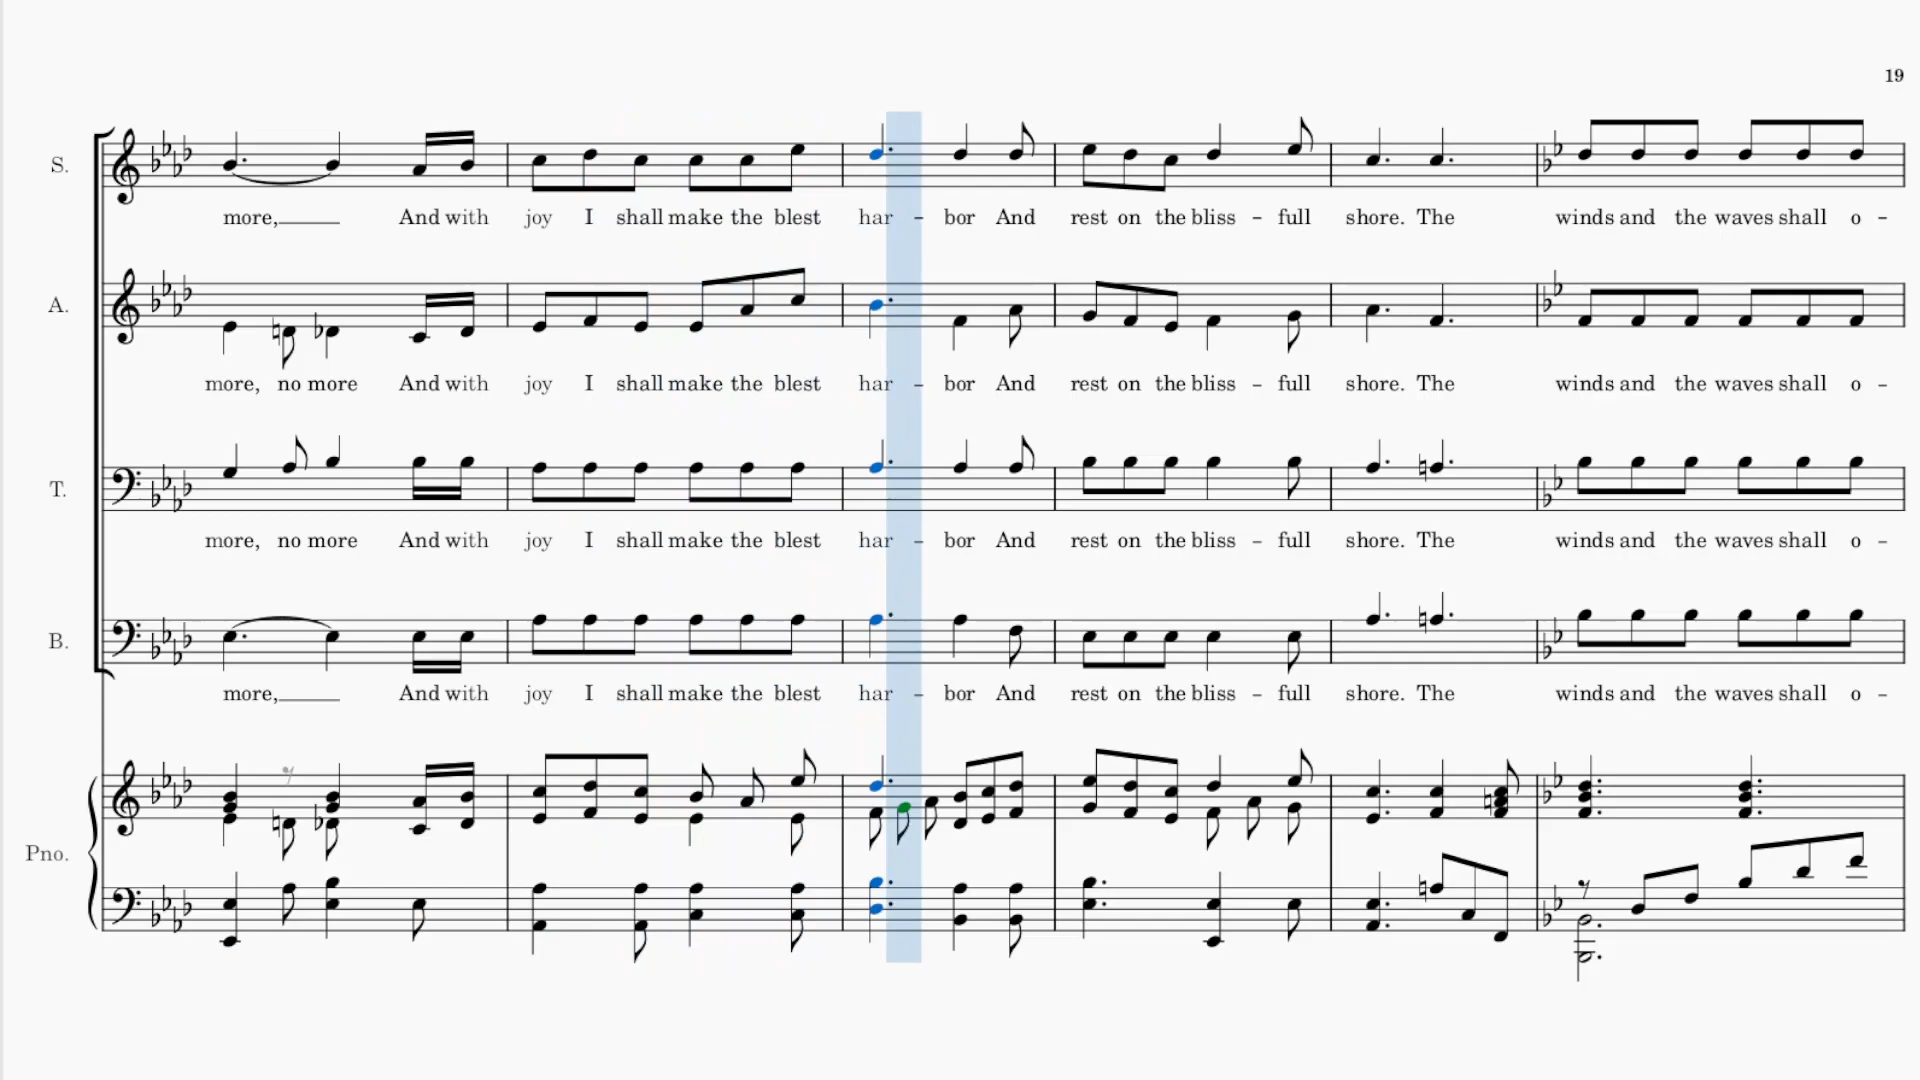 19
S.
more, And with joy I shall make the blest har - bor And rest on the bliss - full shore. The winds and the waves shall o -
A.
more, no more And with joy I shall make the blest har - bor And rest on the bliss - full shore. The winds and the waves shall o -
T.
more, no more And with joy I shall make the blest har - bor And rest on the bliss - full shore. The winds and the waves shall o -
B.
more, And with joy I shall make the blest har - bor And rest on the bliss - full shore. The winds and the waves shall o -
Pno.